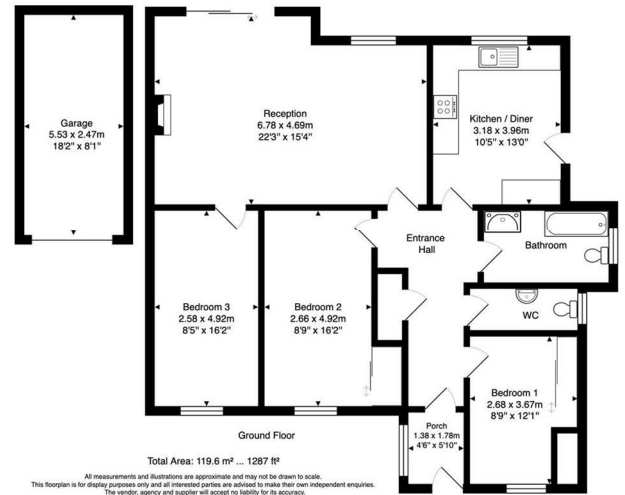 Garage
5.53 x 2.47m
18'2" x 8'1"
Reception
6.78 x 4.69m
22'3" x 15'4"
Kitchen / Diner
3.18 x 3.96m
10'5" x 13'0"
Entrance
Hall
Bathroom
WC
Bedroom 3
2.58 x 4.92m
8'5" x 16'2"
Bedroom 2
2.66 x 4.92m
8'9" x 16'2"
Bedroom 1
2.68 x 3.67m
8'9" x 12'1"
Porch
1.38 x 1.78m
4'6" x 5'10"
Ground Floor
Total Area: 119.6 m² ... 1287 ft²
All measurements and illustrations are approximate and may not be drawn to scale.
This floorplan is for display purposes only and all interested parties are advised to make their own independent enquiries.
The vendor, agency and supplier will accept no liability for its accuracy.